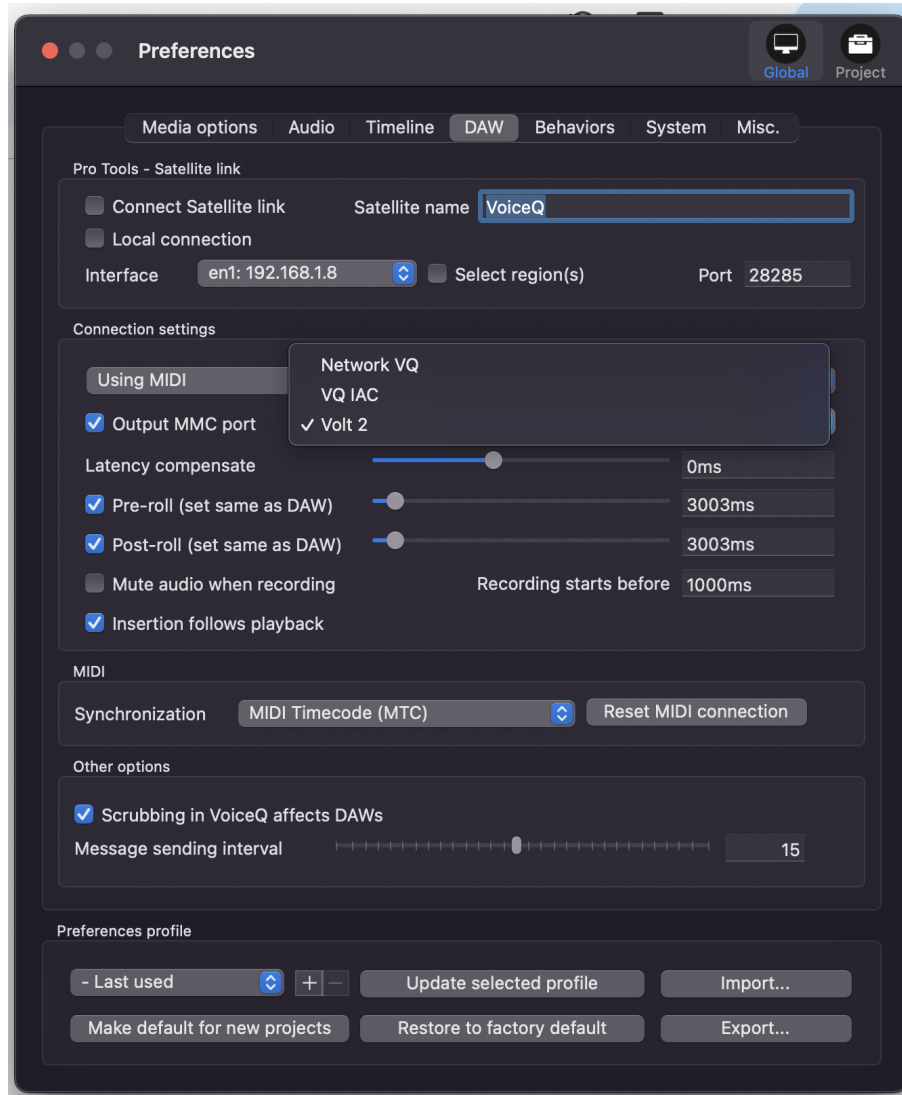 Preferences
Global
Project
Media options
Audio
Timeline
DAW
Behaviors
System
Misc.
Pro Tools - Satellite link
Connect Satellite link
Satellite name
VoiceQ
Local connection
Interface
en1: 192.168.1.8
Select region(s)
Port
28285
Connection settings
Using MIDI
Network VQ
VQ IAC
Volt 2
Output MMC port
Latency compensate
0ms
Pre-roll (set same as DAW)
3003ms
Post-roll (set same as DAW)
3003ms
Mute audio when recording
Recording starts before
1000ms
Insertion follows playback
MIDI
Synchronization
MIDI Timecode (MTC)
Reset MIDI connection
Other options
Scrubbing in VoiceQ affects DAWs
Message sending interval
15
Preferences profile
- Last used
Update selected profile
Import...
Make default for new projects
Restore to factory default
Export...